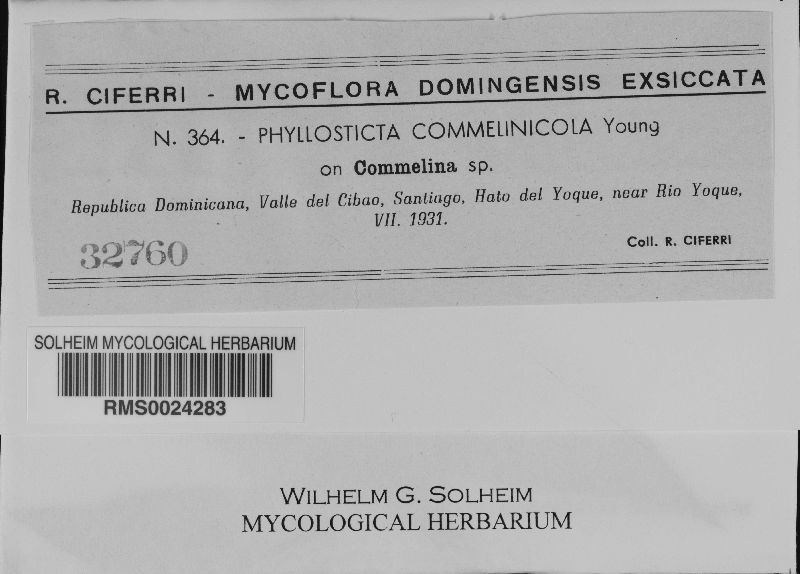 R. CIFERRI - MYCOFLORA DOMINGENSIS EXSICCATA
N. 364. - PHYLLOSTICTA COMMELINICOLA Young
on Commelina sp.
Republica Dominicana, Valle del Cibao, Santiago, Hato del Yoque, near Rio Yoque,
VII. 1931.
Coll. R. CIFERRI
32760
SOLHEIM MYCOLOGICAL HERBARIUM
RMS0024283
WILHELM G. SOLHEIM
MYCOLOGICAL HERBARIUM